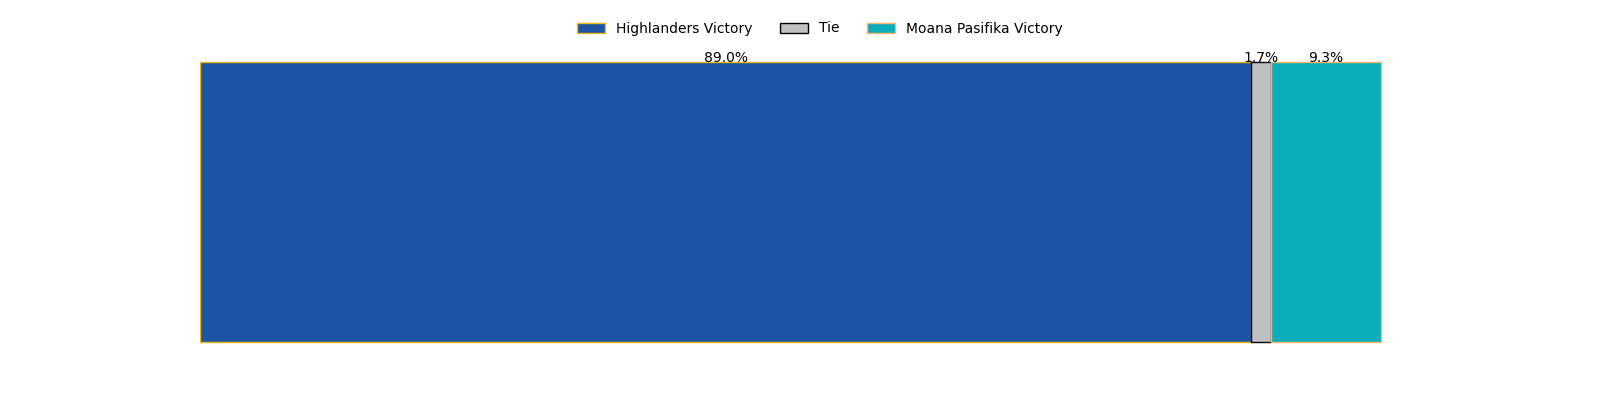 Highlanders Victory Tie Moana Pasifika Victory
89.0% 1.7% 9.3%